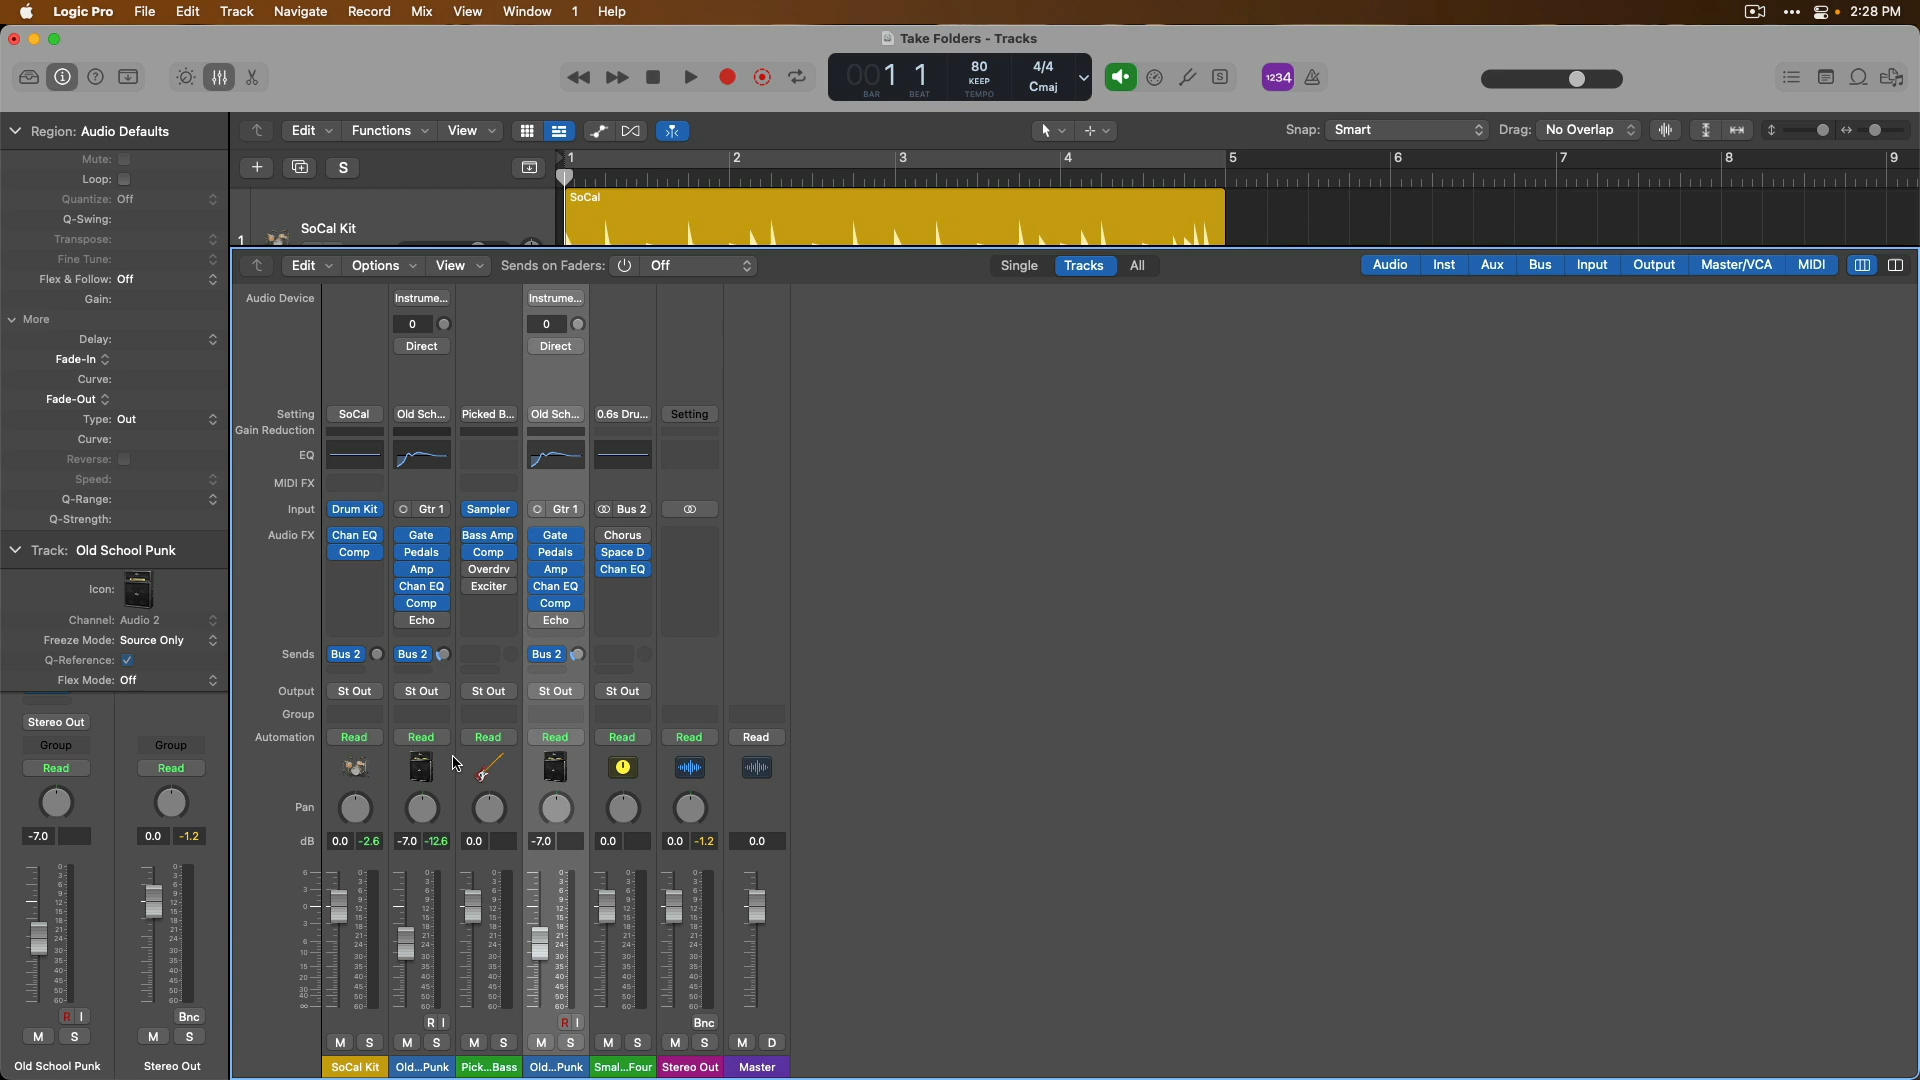 Logic Pro File Edit Track Navigate Record Mix View Window 1 Help 2:28 PM
Take Folders - Tracks
001 1 80 KEEP 4/4 Cmaj S 1234
BAR BEAT TEMPO
Region: Audio Defaults
Edit Functions View Snap: Smart Drag: No Overlap
Mute:
Loop:
Quantize: Off
Q-Swing:
Transpose:
Fine Tune:
Flex & Follow: Off
Gain:
More
Delay:
Fade-In
Curve:
Fade-Out
Type: Out
Curve:
Reverse:
Speed:
Q-Range:
Q-Strength:
S
1 2 3 4 5 6 7 8 9
SoCal
1 SoCal Kit
Edit Options View Sends on Faders: Off Single Tracks All Audio Inst Aux Bus Input Output Master/VCA MIDI
Audio Device Instrume... Instrume...
0 0
Direct Direct
Setting SoCal Old Sch... Picked B... Old Sch... 0.6s Dru... Setting
Gain Reduction
EQ
MIDI FX
Input Drum Kit Gtr 1 Sampler Gtr 1 Bus 2
Audio FX Chan EQ Gate Bass Amp Gate Chorus
Comp Pedals Comp Pedals Space D
Amp Overdrv Amp Chan EQ
Chan EQ Exciter Chan EQ
Comp Comp
Echo Echo
Sends Bus 2 Bus 2 Bus 2
Output St Out St Out St Out St Out St Out
Group
Automation Read Read Read Read Read Read Read
Pan
dB 0.0 -2.6 -7.0 -12.6 0.0 -7.0 0.0 0.0 -1.2 0.0
R I R I Bnc
M S M S M S M S M S M S M D
SoCal Kit Old...Punk Pick...Bass Old...Punk Smal...Four Stereo Out Master
Track: Old School Punk
Icon:
Channel: Audio 2
Freeze Mode: Source Only
Q-Reference:
Flex Mode: Off
Stereo Out
Group Group
Read Read
-7.0 0.0 -1.2
R I Bnc
M S M S
Old School Punk Stereo Out